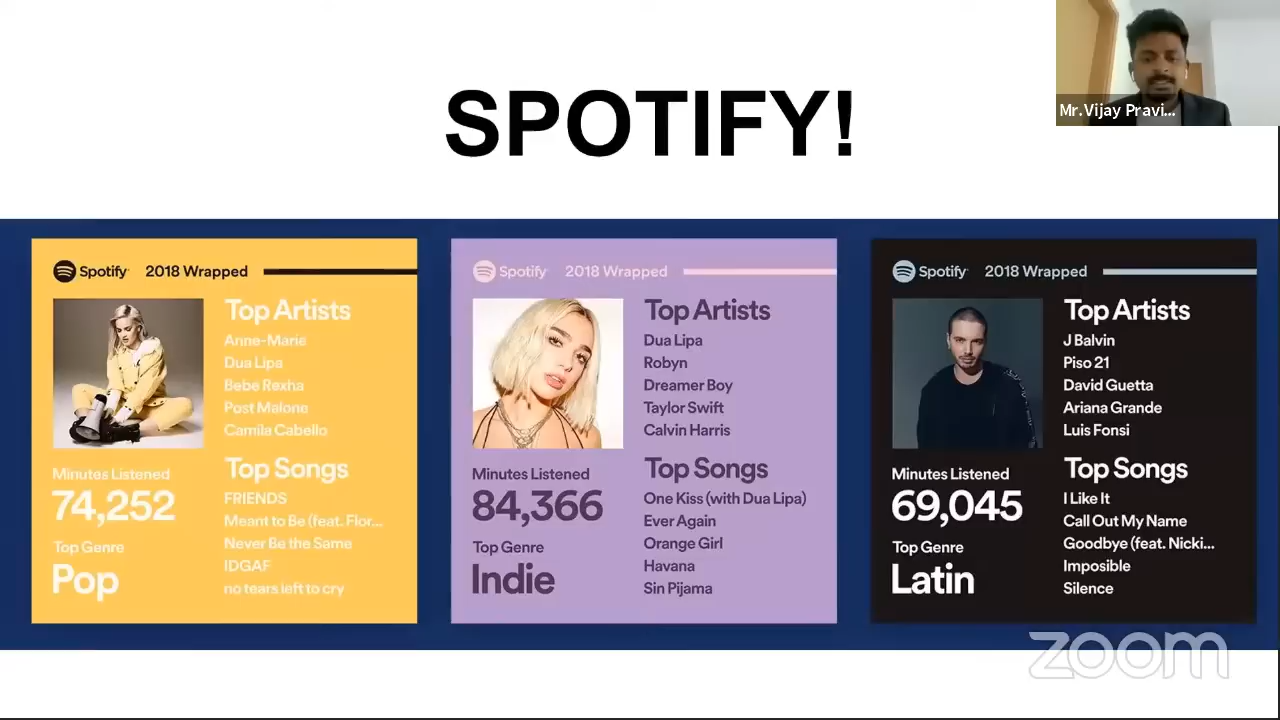 SPOTIFY!
Mr.Vijay Pravi...
Spotify 2018 Wrapped
Top Artists
Anne-Marie
Dua Lipa
Bebe Rexha
Post Malone
Camila Cabello
Minutes Listened
74,252
Top Genre
Pop
Top Songs
FRIENDS
Meant to Be (feat. Flor...
Never Be the Same
IDGAF
no tears left to cry
Spotify 2018 Wrapped
Top Artists
Dua Lipa
Robyn
Dreamer Boy
Taylor Swift
Calvin Harris
Minutes Listened
84,366
Top Genre
Indie
Top Songs
One Kiss (with Dua Lipa)
Ever Again
Orange Girl
Havana
Sin Pijama
Spotify 2018 Wrapped
Top Artists
J Balvin
Piso 21
David Guetta
Ariana Grande
Luis Fonsi
Minutes Listened
69,045
Top Genre
Latin
Top Songs
I Like It
Call Out My Name
Goodbye (feat. Nicki...
Imposible
Silence
zoom